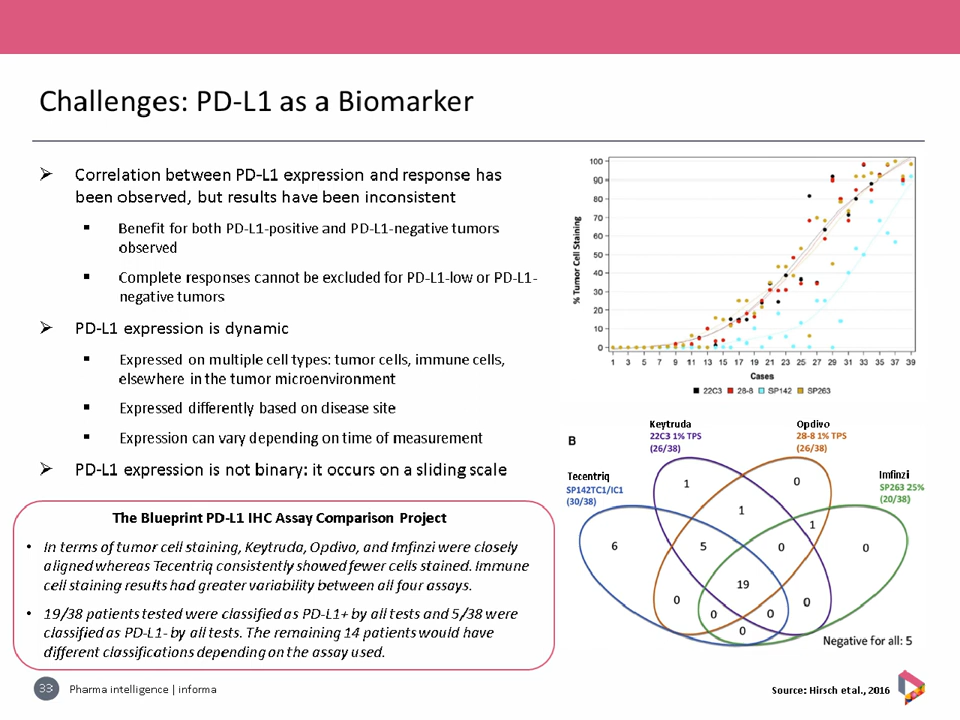 Challenges: PD-L1 as a Biomarker
Correlation between PD-L1 expression and response has
been observed, but results have been inconsistent
Benefit for both PD-L1-positive and PD-L1-negative tumors
observed
Complete responses cannot be excluded for PD-L1-low or PD-L1-
negative tumors
PD-L1 expression is dynamic
Expressed on multiple cell types: tumor cells, immune cells,
elsewhere in the tumor microenvironment
Expressed differently based on disease site
Expression can vary depending on time of measurement
PD-L1 expression is not binary: it occurs on a sliding scale
The Blueprint PD-L1 IHC Assay Comparison Project
• In terms of tumor cell staining, Keytruda, Opdivo, and Imfinzi were closely
aligned whereas Tecentriq consistently showed fewer cells stained. Immune
cell staining results had greater variability between all four assays.
• 19/38 patients tested were classified as PD-L1+ by all tests and 5/38 were
classified as PD-L1- by all tests. The remaining 14 patients would have
different classifications depending on the assay used.
% Tumor Cell Staining
100
90
80
70
60
50
40
30
20
10
0
1 3 5 7 9 11 13 15 17 19 21 23 25 27 29 31 33 35 37 39
Cases
22C3 28-8 SP142 SP263
B
Keytruda
22C3 1% TPS
(26/38)
Opdivo
28-8 1% TPS
(26/38)
Tecentriq
SP142TC1/IC1
(30/38)
Imfinzi
SP263 25%
(20/38)
1 0
1
1
6 5 0 0
19
0 0 0 0
0
Negative for all: 5
33 Pharma intelligence | informa
Source: Hirsch et al., 2016